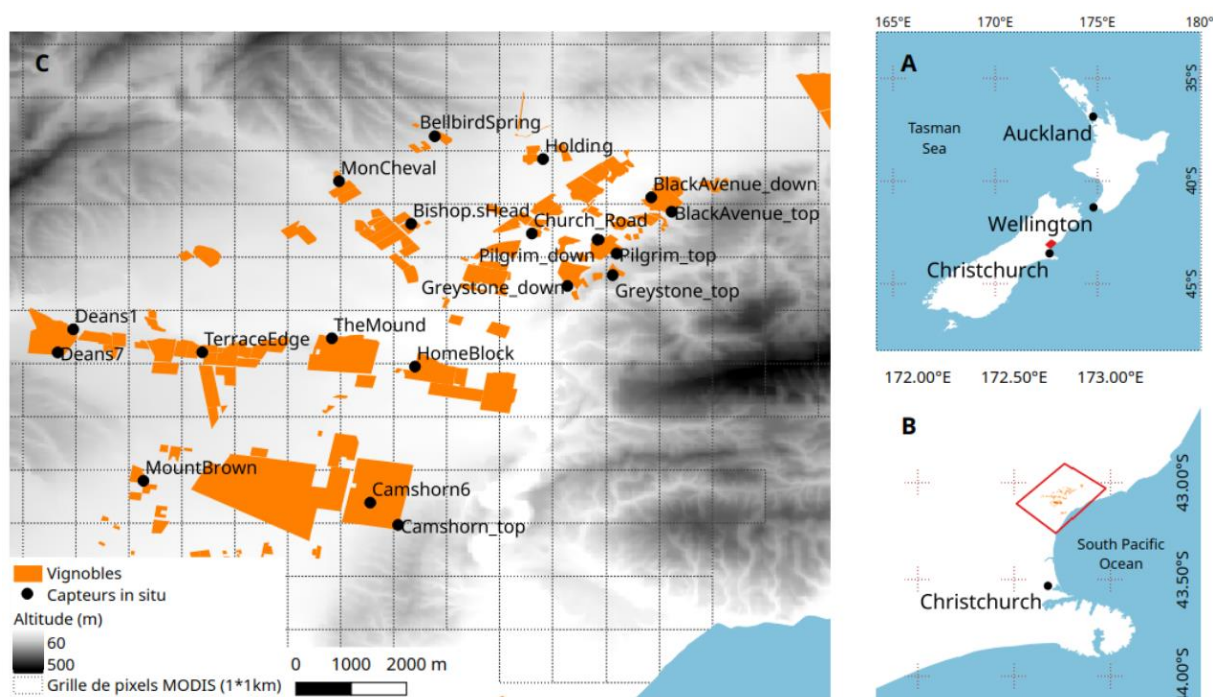 C
BellbirdSpring
Holding
MonCheval
BlackAvenue_down
Bishop.sHead
Church_Road
BlackAvenue_top
Pilgrim_down
Pilgrim_top
Greystone_down
Greystone_top
Deans1
TheMound
TerraceEdge
Deans7
HomeBlock
MountBrown
Camshorn6
Camshorn_top
Vignobles
Capteurs in situ
Altitude (m)
60
500
Grille de pixels MODIS (1*1km)
0 1000 2000 m
165°E 170°E 175°E 180°
A
35°S
Tasman
Sea
Auckland
40°S
Wellington
Christchurch
45°S
172.00°E 172.50°E 173.00°E
B
43.00°S
South Pacific
Ocean
43.50°S
Christchurch
44.00°S